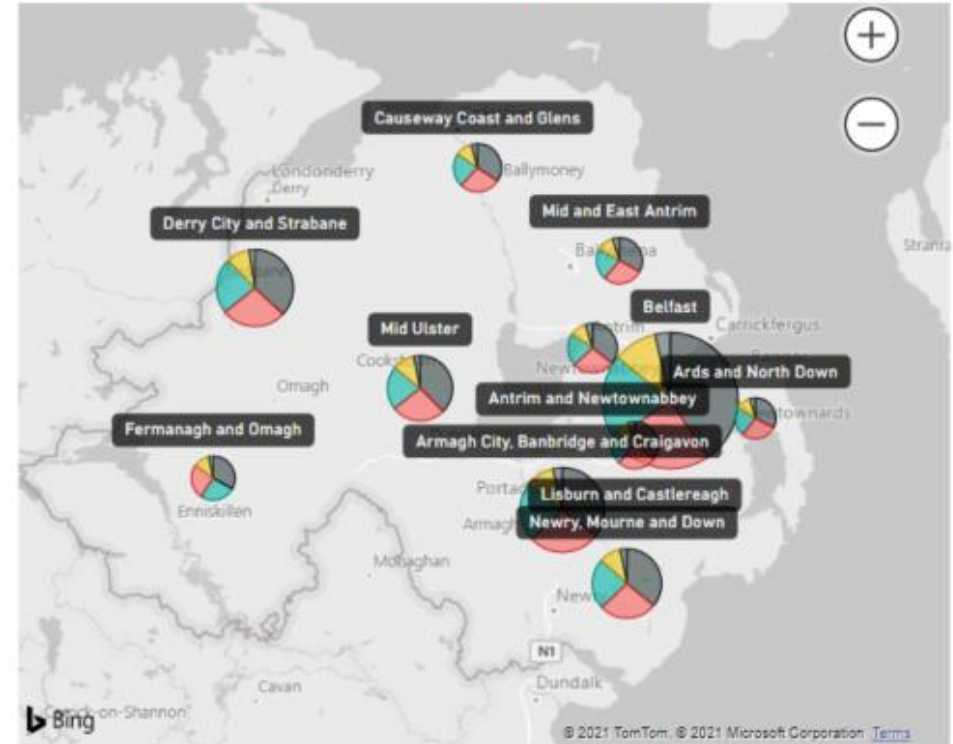 Causeway Coast and Glens
Londonderry
Derry
Ballymoney
Derry City and Strabane
Mid and East Antrim
Stranra
Belfast
Mid Ulster
Carrickfergus
Ards and North Down
Omagh
Antrim and Newtownabbey
Fermanagh and Omagh
Armagh City, Banbridge and Craigavon
Enniskillen
Lisburn and Castlereagh
Armagh
Newry, Mourne and Down
Monaghan
N1
Dundalk
Cavan
Bing
© 2021 TomTom, © 2021 Microsoft Corporation Terms